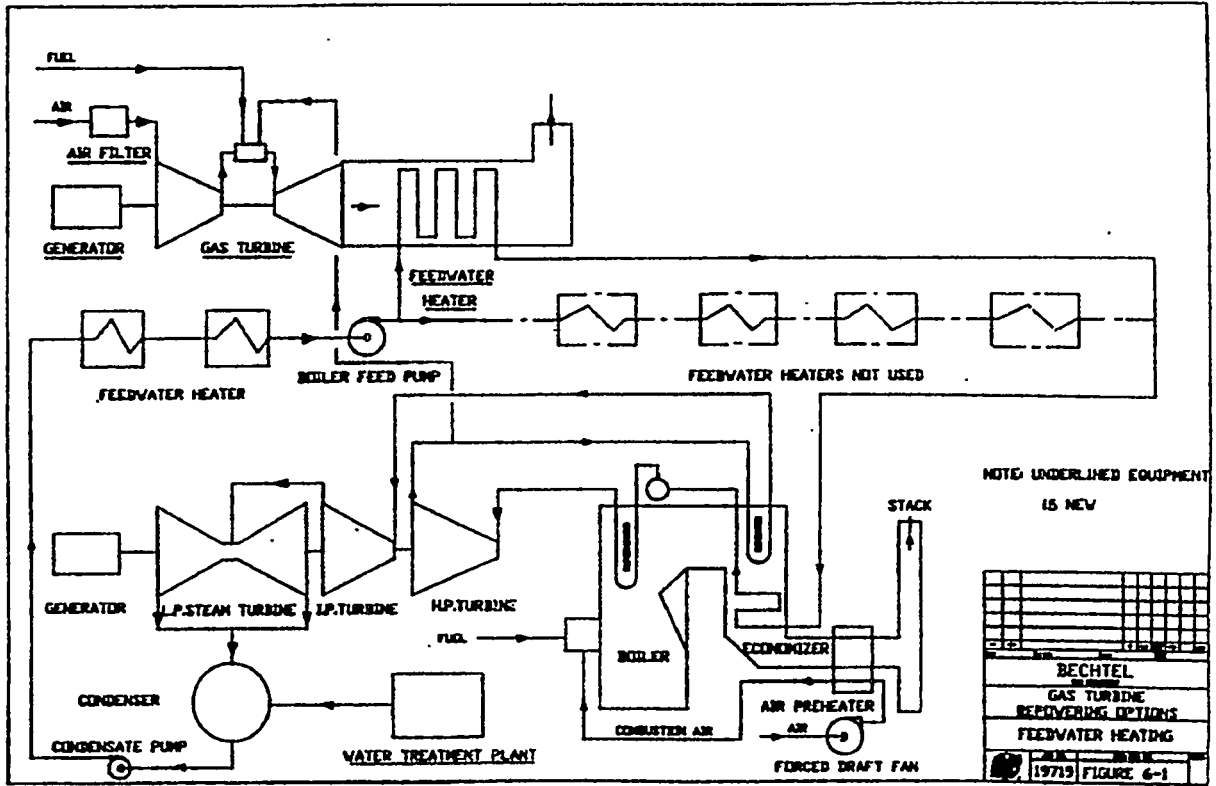 FUEL
AIR
AIR FILTER
GENERATOR
GAS TURBINE
FEEDWATER
HEATER
FEEDWATER HEATER
BOILER FEED PUMP
FEEDWATER HEATERS NOT USED
NOTE: UNDERLINED EQUIPMENT
IS NEW
STACK
GENERATOR
L.P.STEAM TURBINE
I.P.TURBINE
H.P.TURBINE
FUEL
BOILER
ECONOMIZER
CONDENSER
AIR PREHEATER
COMBUSTION AIR
AIR
CONDENSATE PUMP
WATER TREATMENT PLANT
FORCED DRAFT FAN
BECHTEL
GAS TURBINE
REPOWERING OPTIONS
FEEDWATER HEATING
19719 FIGURE 6-1